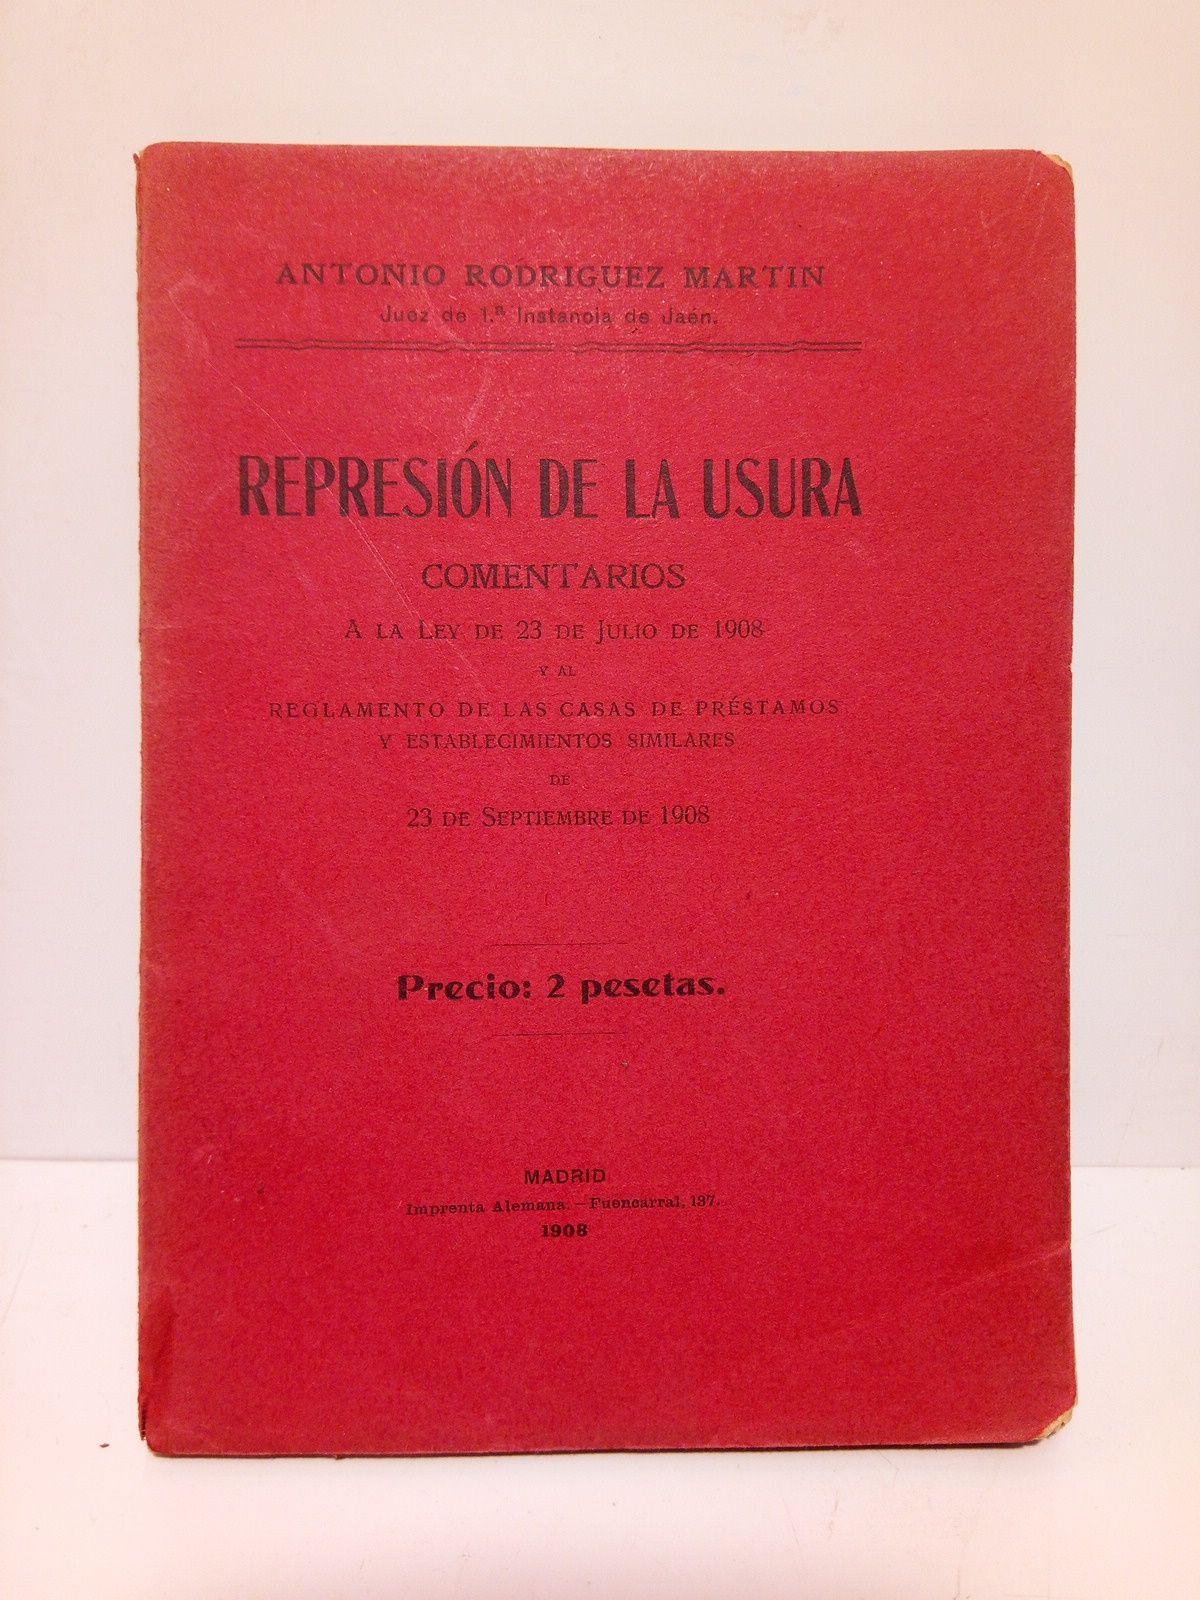 ANTONIO RODRIGUEZ MARTIN
Juez de 1.ª Instancia de Jaén.
REPRESIÓN DE LA USURA
COMENTARIOS
A LA LEY DE 23 DE JULIO DE 1908
Y AL
REGLAMENTO DE LAS CASAS DE PRÉSTAMOS
Y ESTABLECIMIENTOS SIMILARES
DE
23 DE SEPTIEMBRE DE 1908
Precio: 2 pesetas.
MADRID
Imprenta Alemana.—Fuencarral, 137.
1908